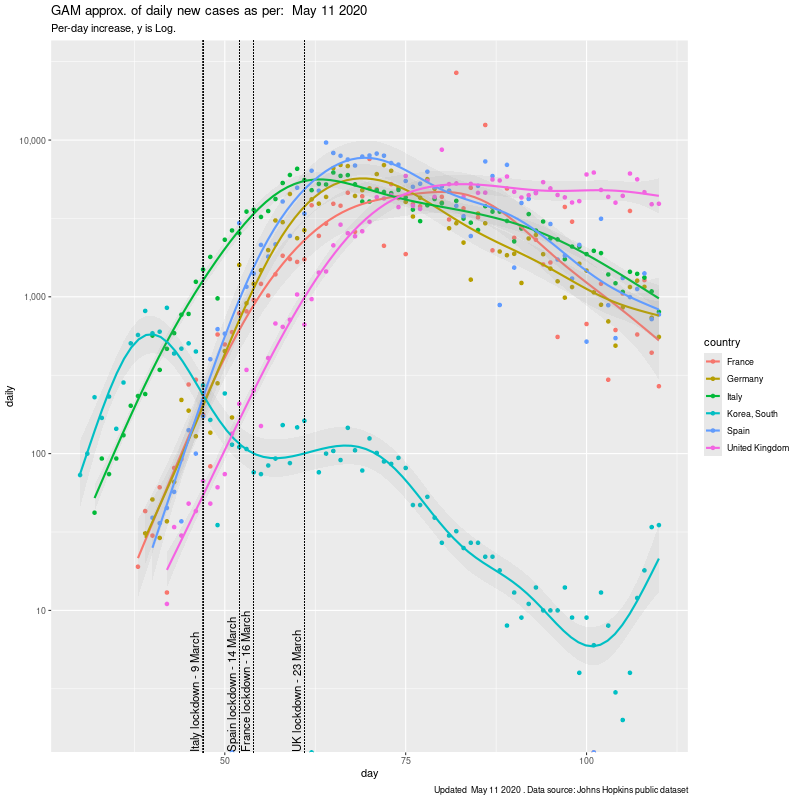 GAM approx. of daily new cases as per:  May 11 2020
Per-day increase, y is Log.
daily
10,000
1,000
100
10
Italy lockdown - 9 March
Spain lockdown - 14 March
France lockdown - 16 March
UK lockdown - 23 March
50
75
100
day
country
France
Germany
Italy
Korea, South
Spain
United Kingdom
Updated  May 11 2020 . Data source: Johns Hopkins public dataset